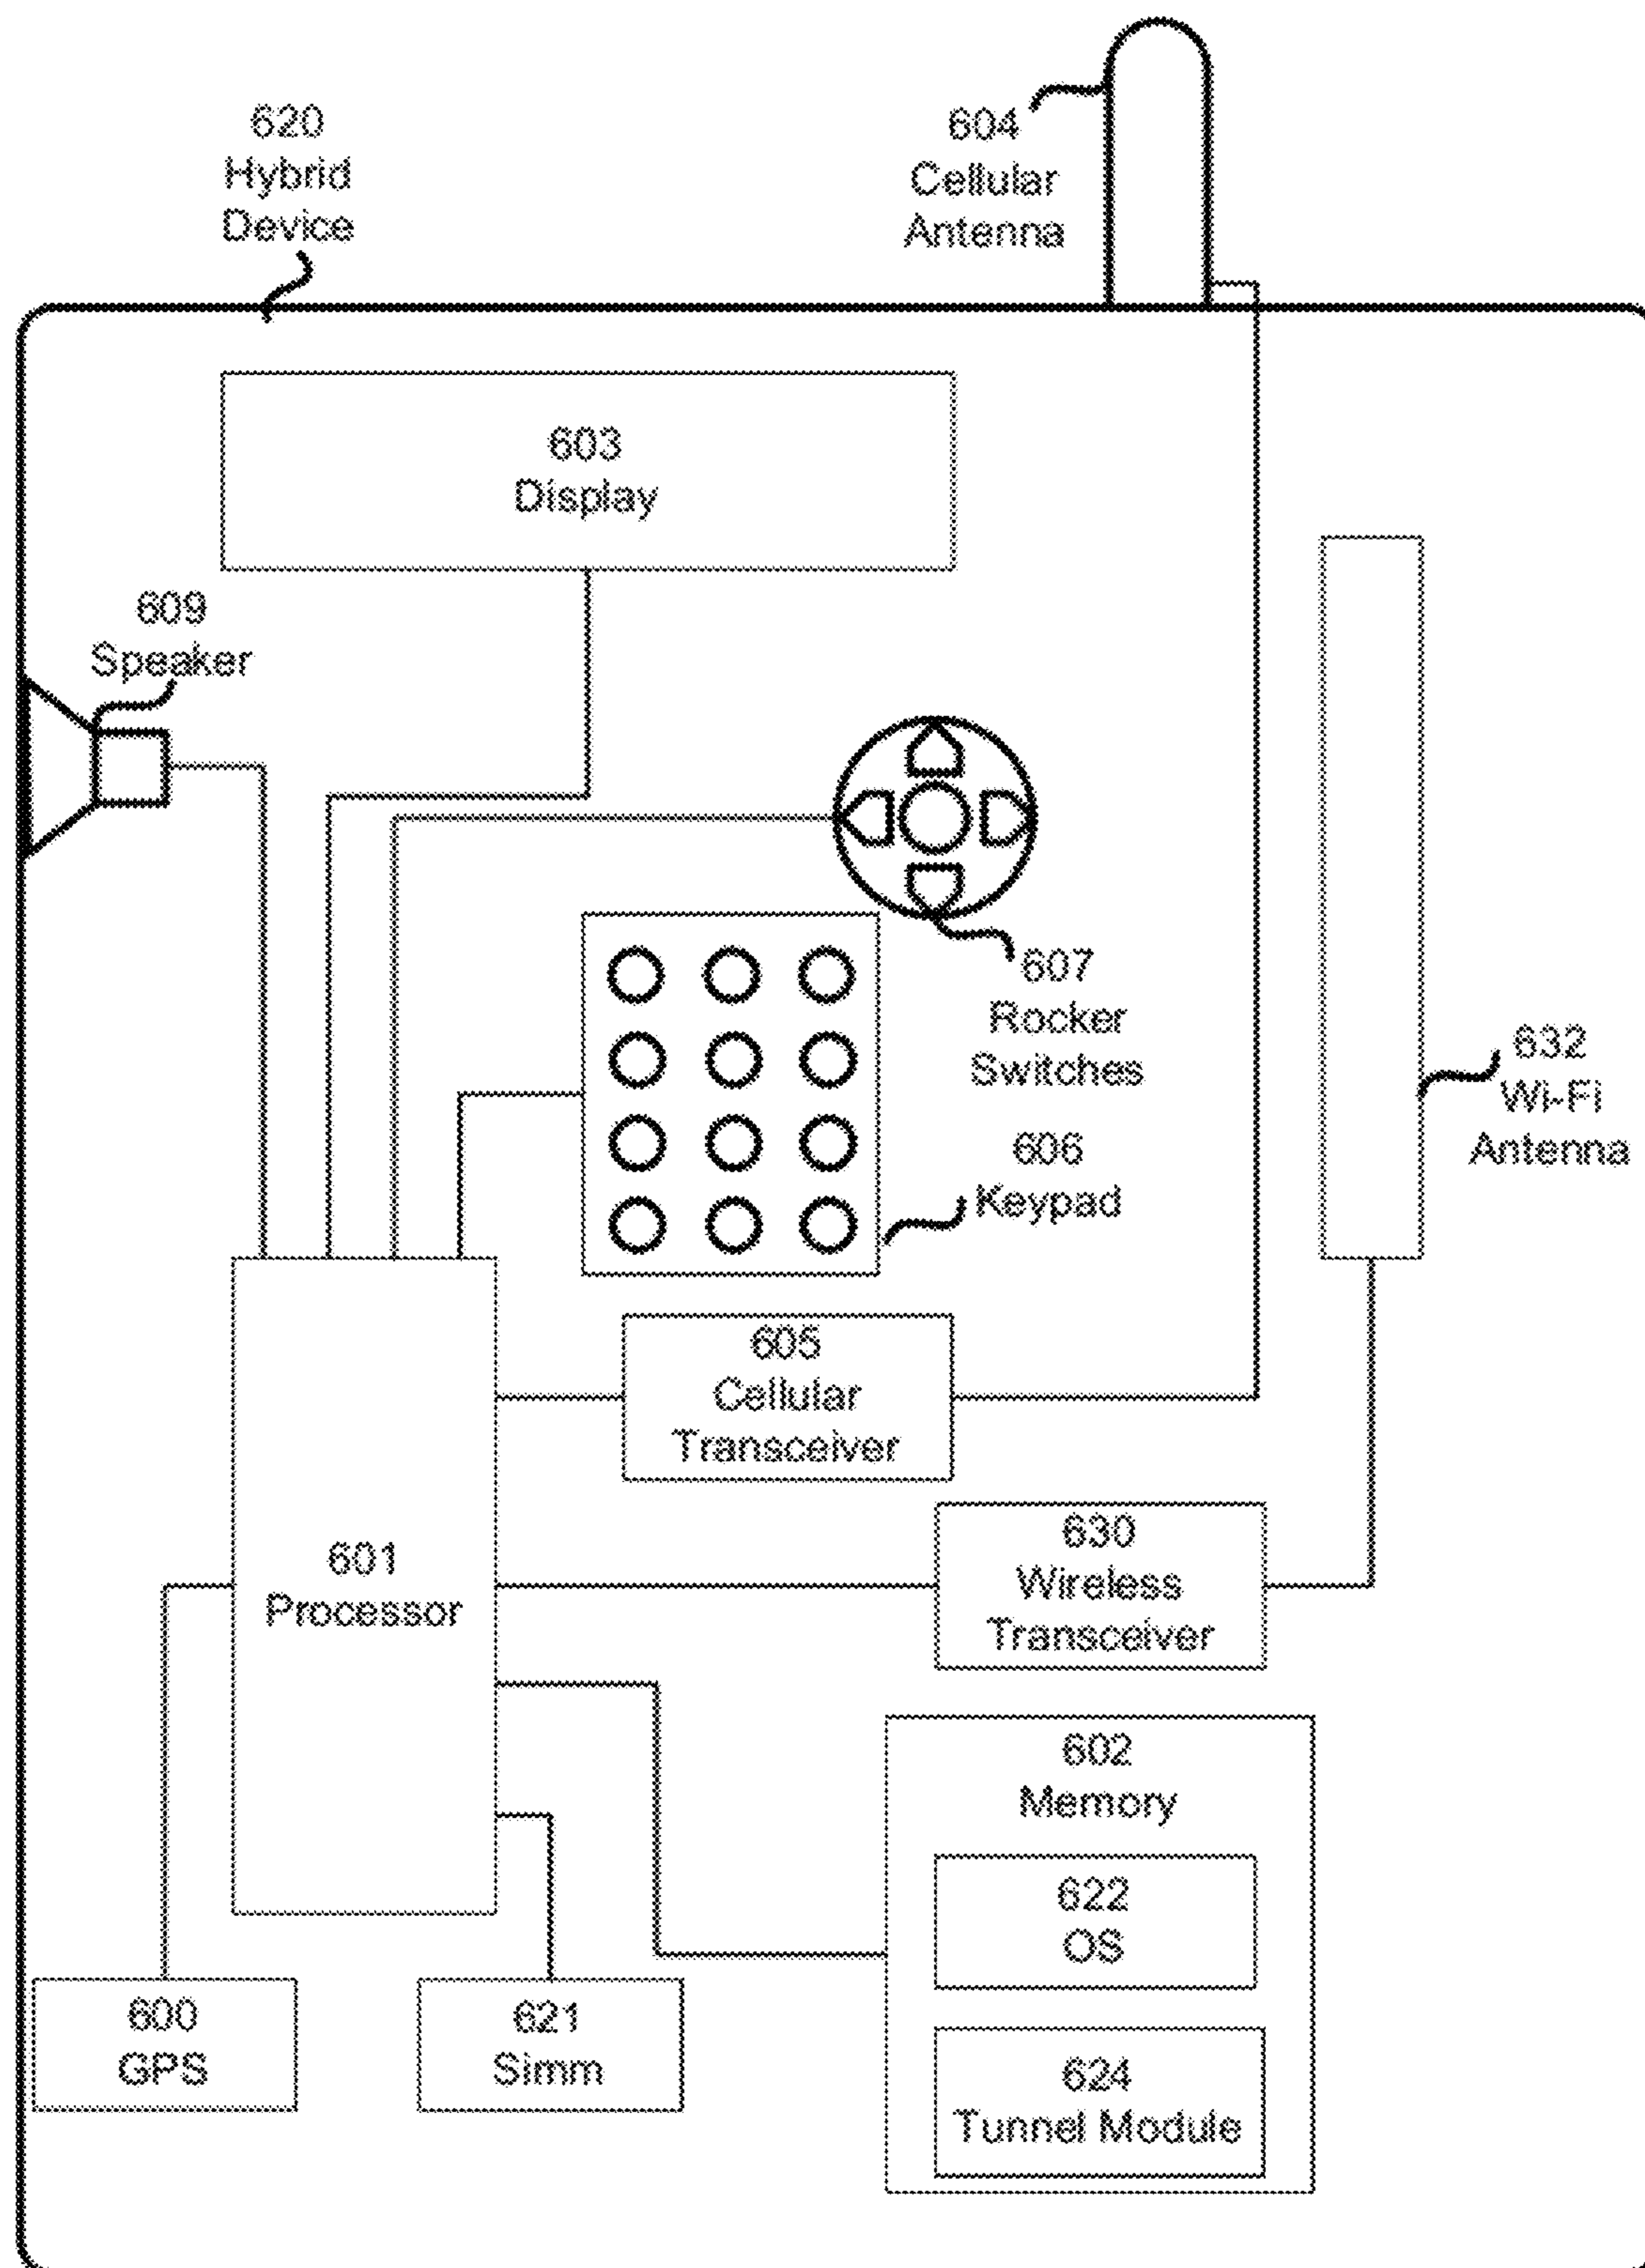 620
Hybrid
Device
604
Cellular
Antenna
603
Display
609
Speaker
607
Rocker
Switches
632
Wi-Fi
Antenna
606
Keypad
605
Cellular
Transceiver
630
Wireless
Transceiver
601
Processor
602
Memory
622
OS
600
GPS
621
Simm
624
Tunnel Module